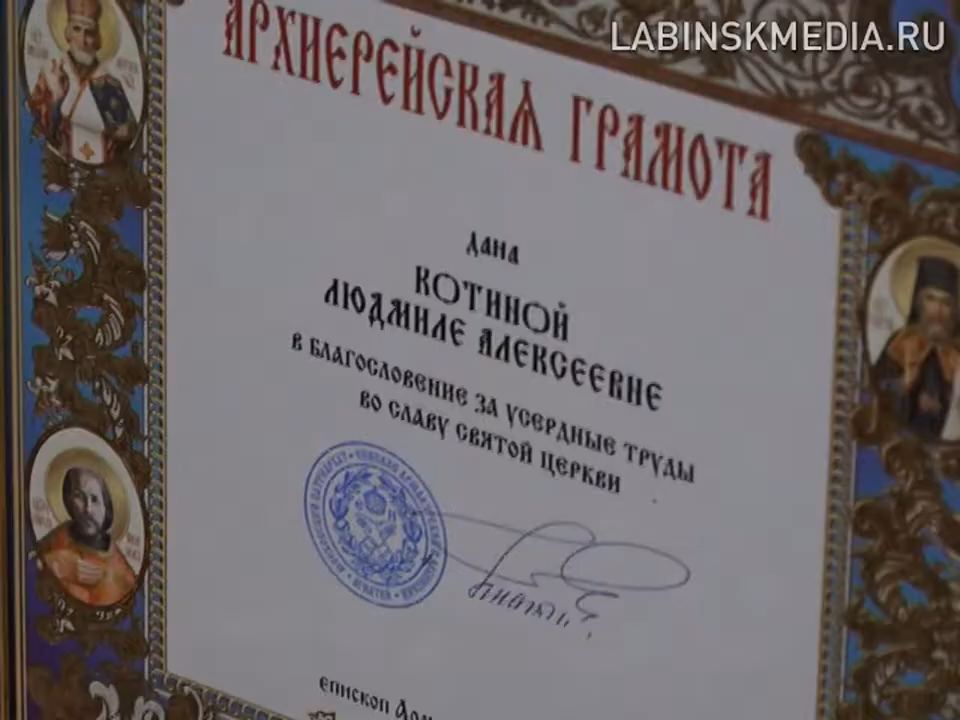 LABINSKMEDIA.RU
АРХИЕРЕЙСКАЯ ГРАМОТА
ДАНА
КОТИНОЙ
ЛЮДМИЛЕ АЛЕКСЕЕВНЕ
В БЛАГОСЛОВЕНИЕ ЗА УСЕРДНЫЕ ТРУДЫ
ВО СЛАВУ СВЯТОЙ ЦЕРКВИ
ЕПИСКОП